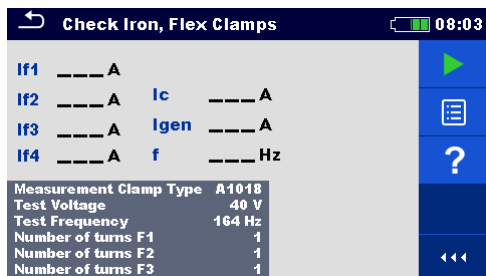 Check Iron, Flex Clamps 08:03
If1 ___A
If2 ___A Ic ___A
If3 ___A Igen ___A
If4 ___A f ___Hz
?
Measurement Clamp Type A1018
Test Voltage 40 V
Test Frequency 164 Hz
Number of turns F1 1
Number of turns F2 1
Number of turns F3 1